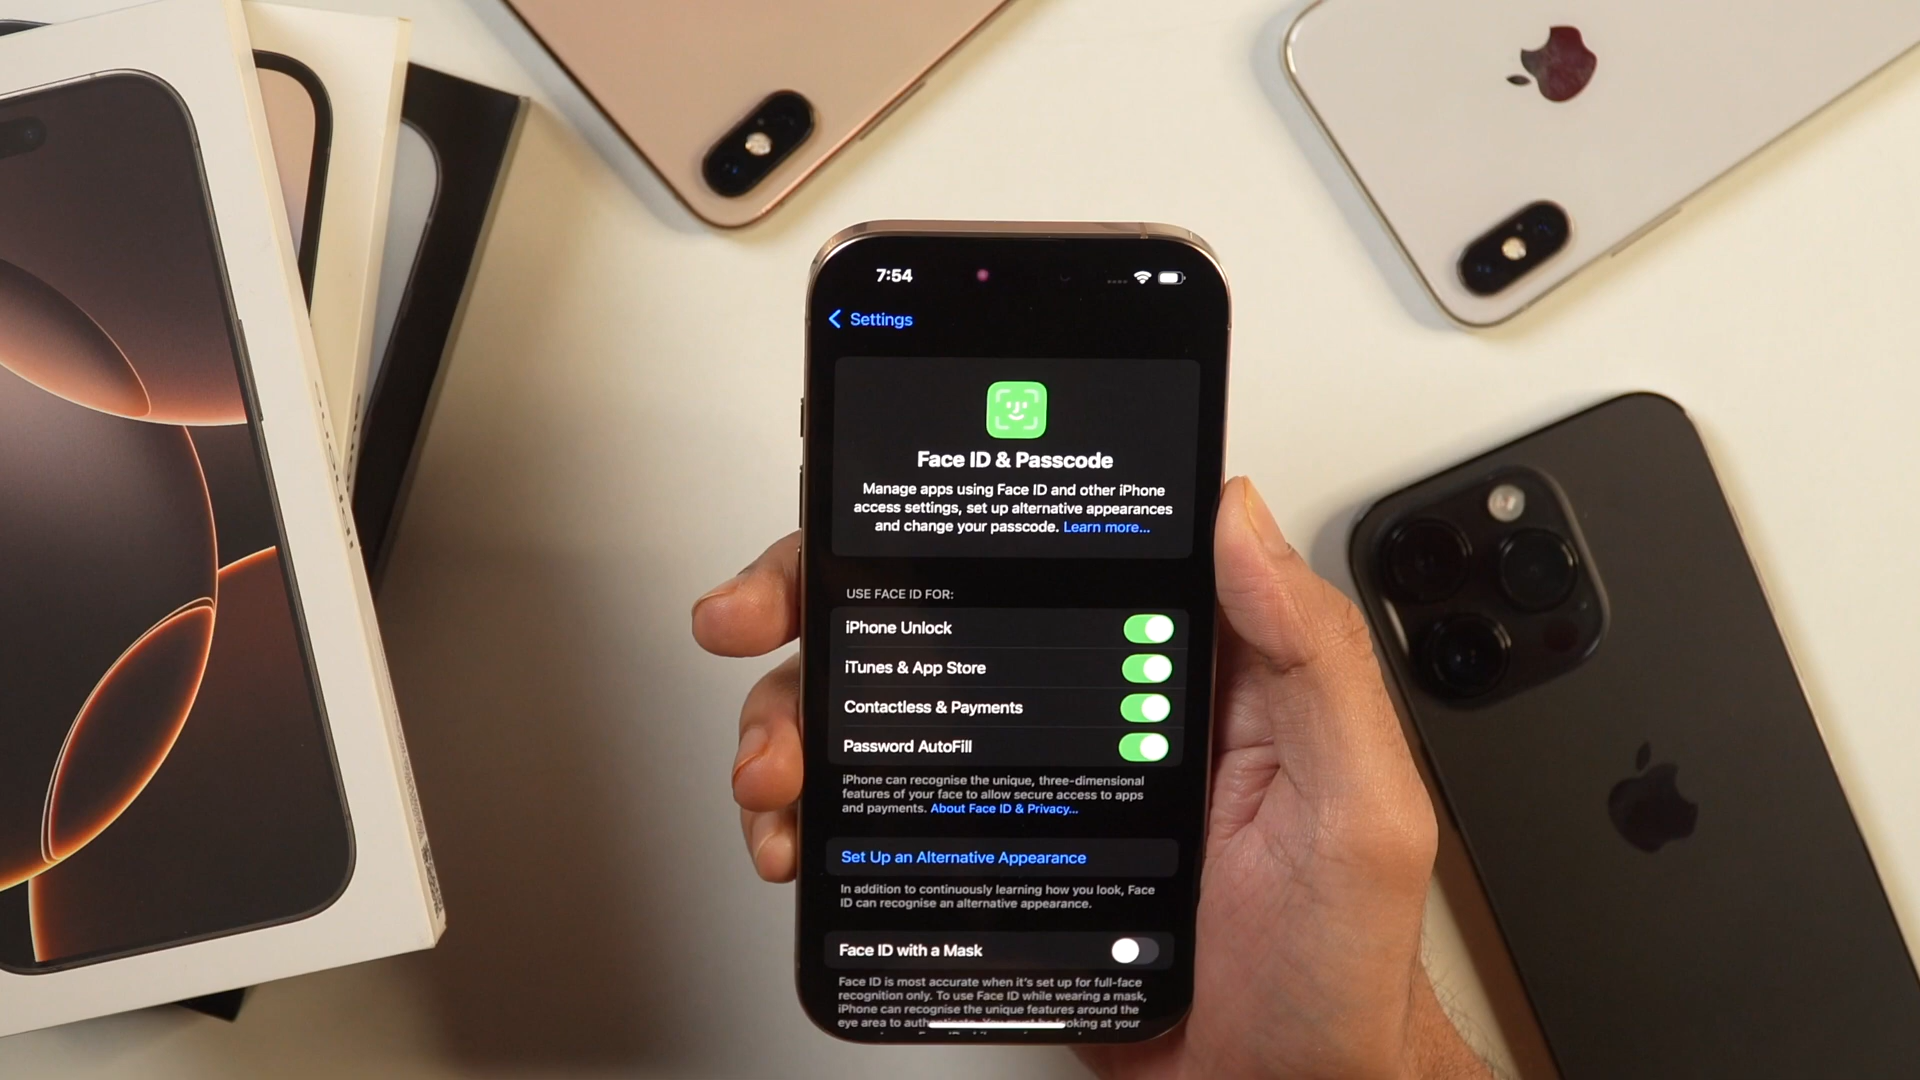 7:54
Settings
Face ID & Passcode
Manage apps using Face ID and other iPhone
access settings, set up alternative appearances
and change your passcode. Learn more...
USE FACE ID FOR:
iPhone Unlock
iTunes & App Store
Contactless & Payments
Password AutoFill
iPhone can recognise the unique, three-dimensional
features of your face to allow secure access to apps
and payments. About Face ID & Privacy...
Set Up an Alternative Appearance
In addition to continuously learning how you look, Face
ID can recognise an alternative appearance.
Face ID with a Mask
Face ID is most accurate when it's set up for full-face
recognition only. To use Face ID while wearing a mask,
iPhone can recognise the unique features around the
eye area to authenticate. You must be looking at your